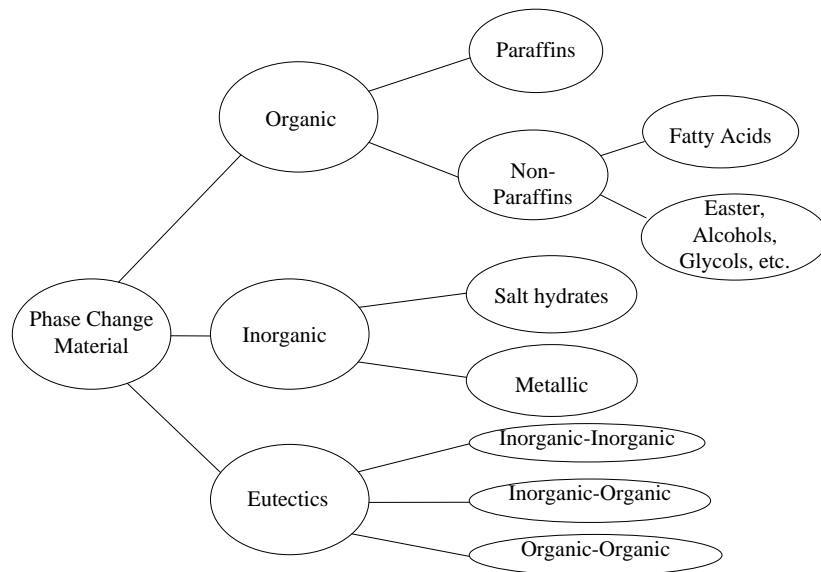 Paraffins
Organic
Fatty Acids
Non-
Paraffins
Easter,
Alcohols,
Glycols, etc.
Phase Change
Material
Inorganic
Salt hydrates
Metallic
Eutectics
Inorganic-Inorganic
Inorganic-Organic
Organic-Organic